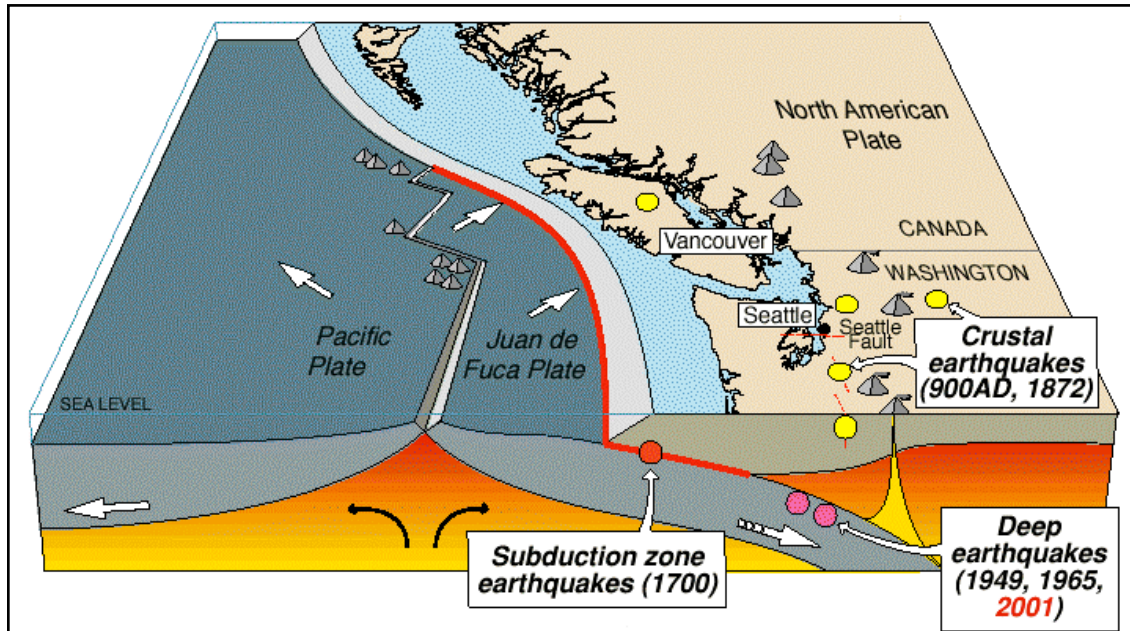 North American
Plate
CANADA
Vancouver
WASHINGTON
Seattle
Seattle
Fault
Pacific
Plate
Juan de
Fuca Plate
Crustal
earthquakes
(900AD, 1872)
SEA LEVEL
Subduction zone
earthquakes (1700)
Deep
earthquakes
(1949, 1965,
2001)